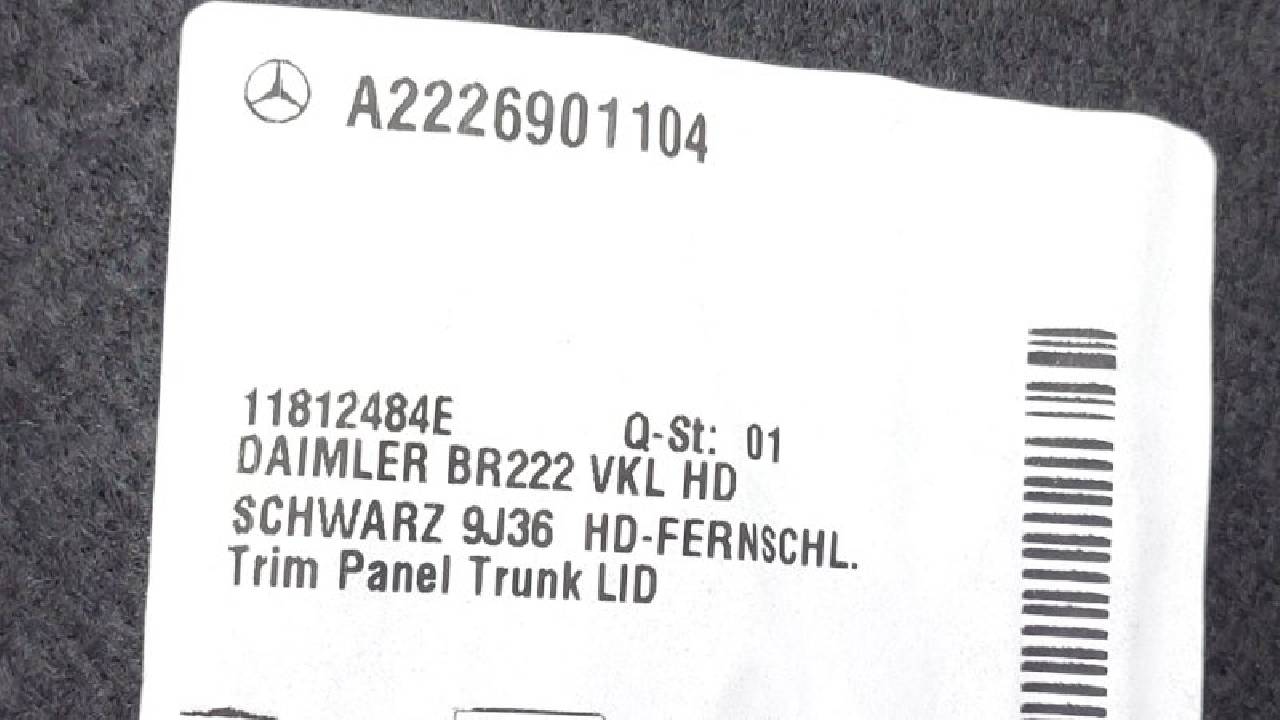 A2226901104
11812484E Q-St: 01
DAIMLER BR222 VKL HD
SCHWARZ 9J36 HD-FERNSCHL.
Trim Panel Trunk LID